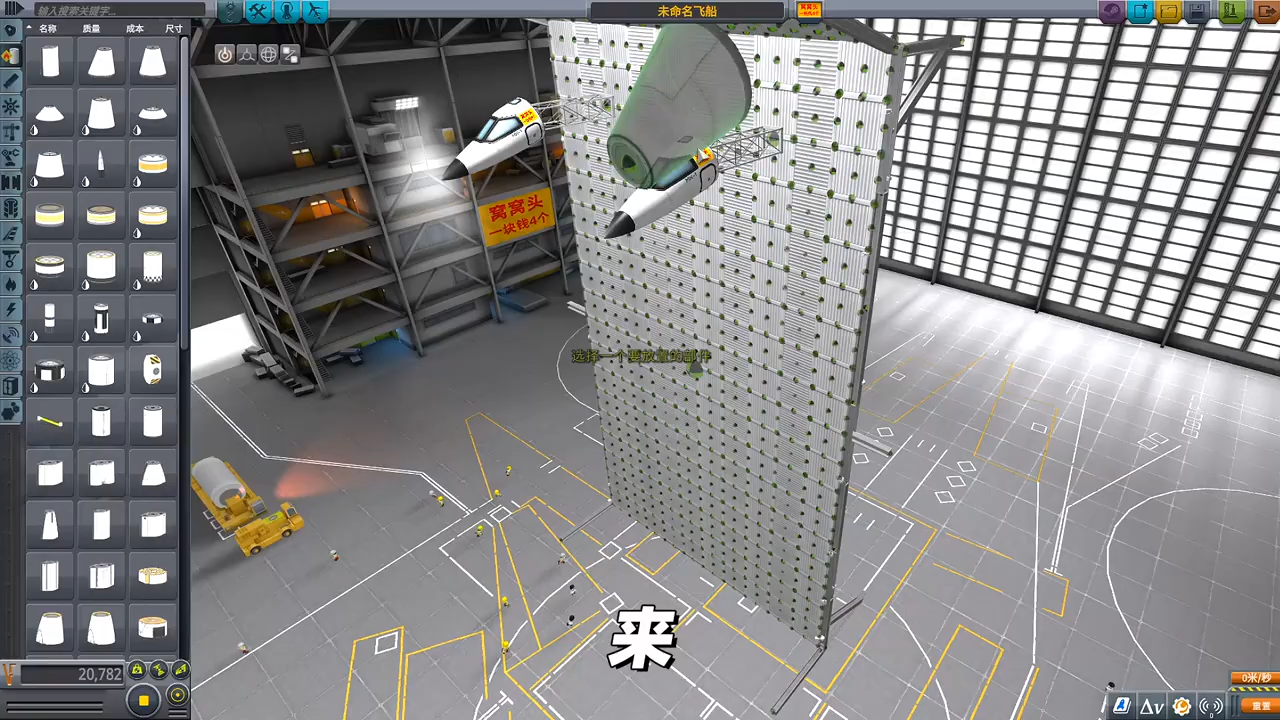 输入搜索关键字...
未命名飞船
窝窝头
一块钱4个
名称 质量 成本 尺寸
窝窝头
一块钱4个
选择一个要放置的部件
来
20,782
0米/秒
Δv
重置